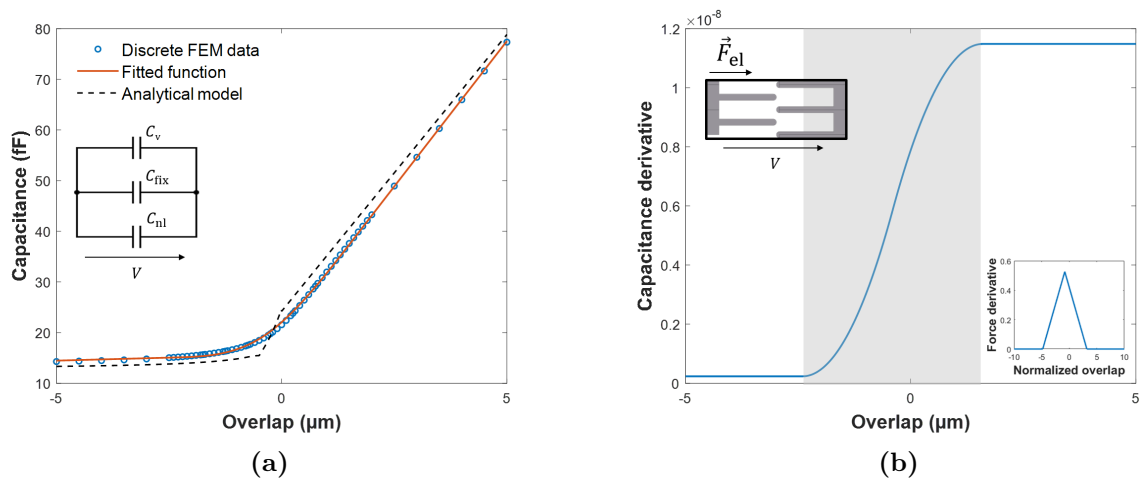 80
70
60
50
40
30
20
10
Capacitance (fF)
Discrete FEM data
Fitted function
Analytical model
C_v
C_fix
C_nl
V
-5
0
5
Overlap (µm)
(a)
×10^-8
1.2
1
0.8
0.6
0.4
0.2
0
Capacitance derivative
F⃗_el
V
0.6
0.4
0.2
0
Force derivative
-10
-5
0
5
10
Normalized overlap
-5
0
5
Overlap (µm)
(b)